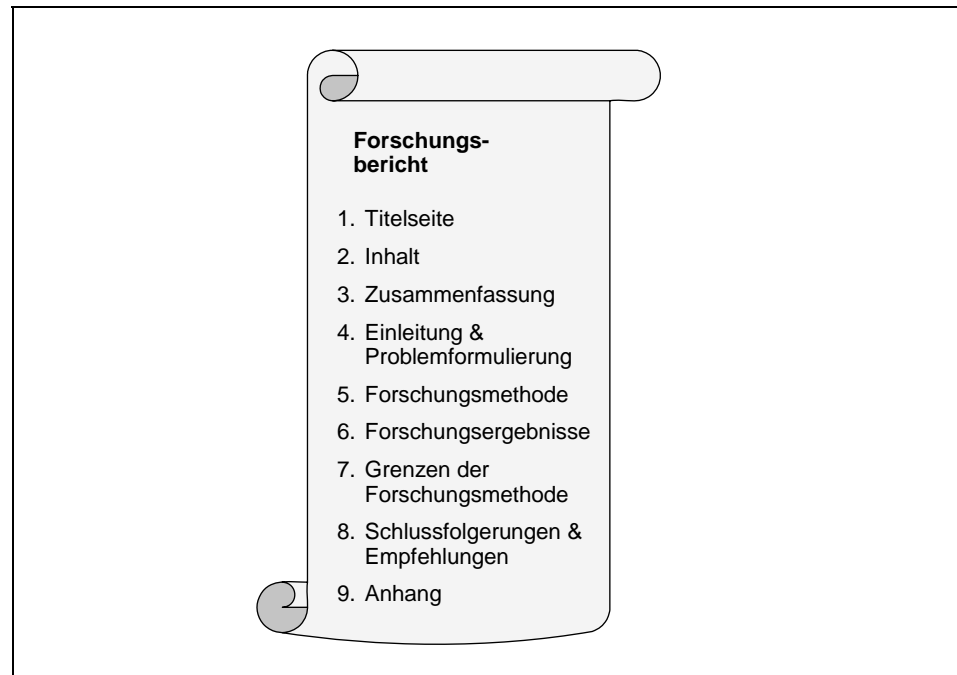 Forschungs-
bericht
1. Titelseite
2. Inhalt
3. Zusammenfassung
4. Einleitung &
Problemformulierung
5. Forschungsmethode
6. Forschungsergebnisse
7. Grenzen der
Forschungsmethode
8. Schlussfolgerungen &
Empfehlungen
9. Anhang